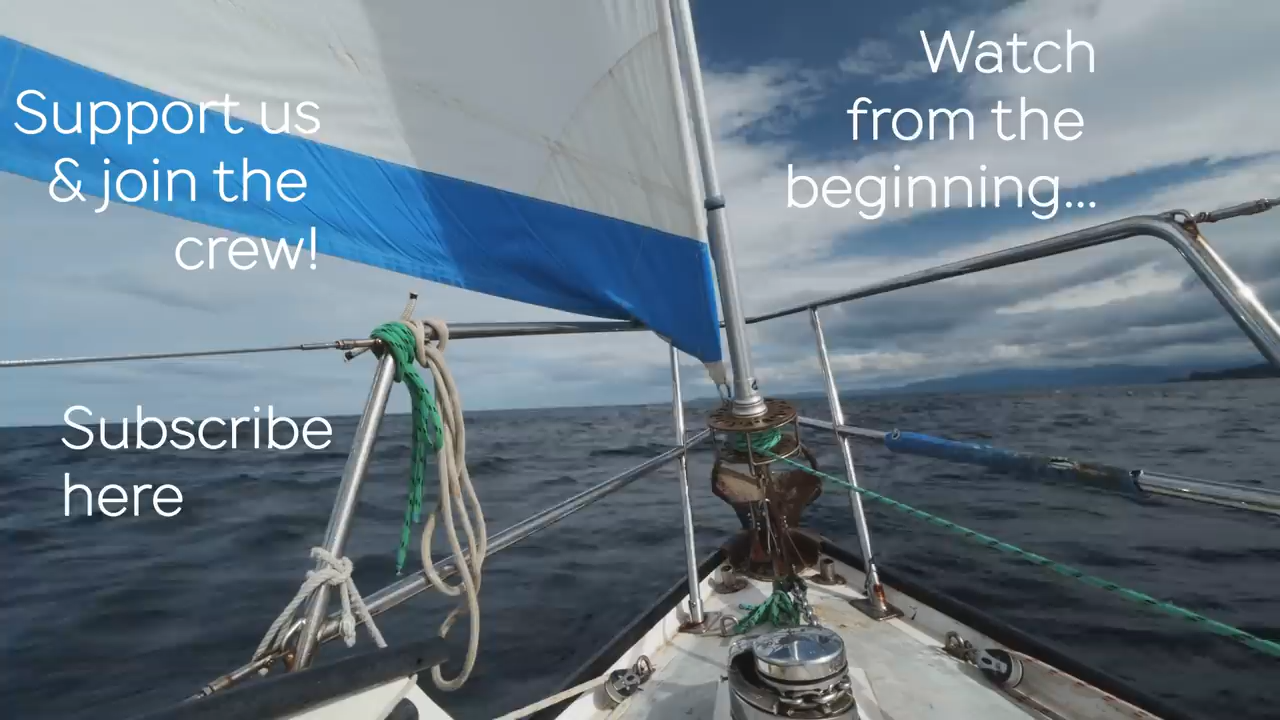 Support us
& join the
crew!
Watch
from the
beginning...
Subscribe
here